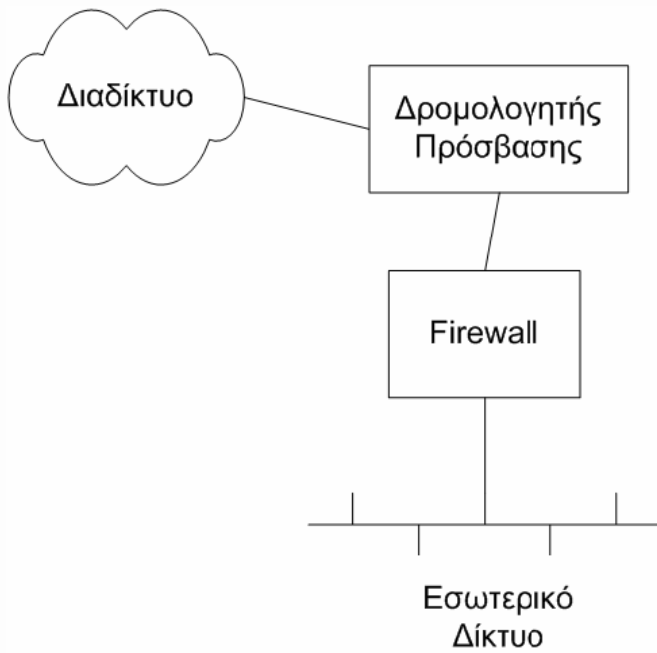 Διαδίκτυο
Δρομολογητής
Πρόσβασης
Firewall
Εσωτερικό
Δίκτυο